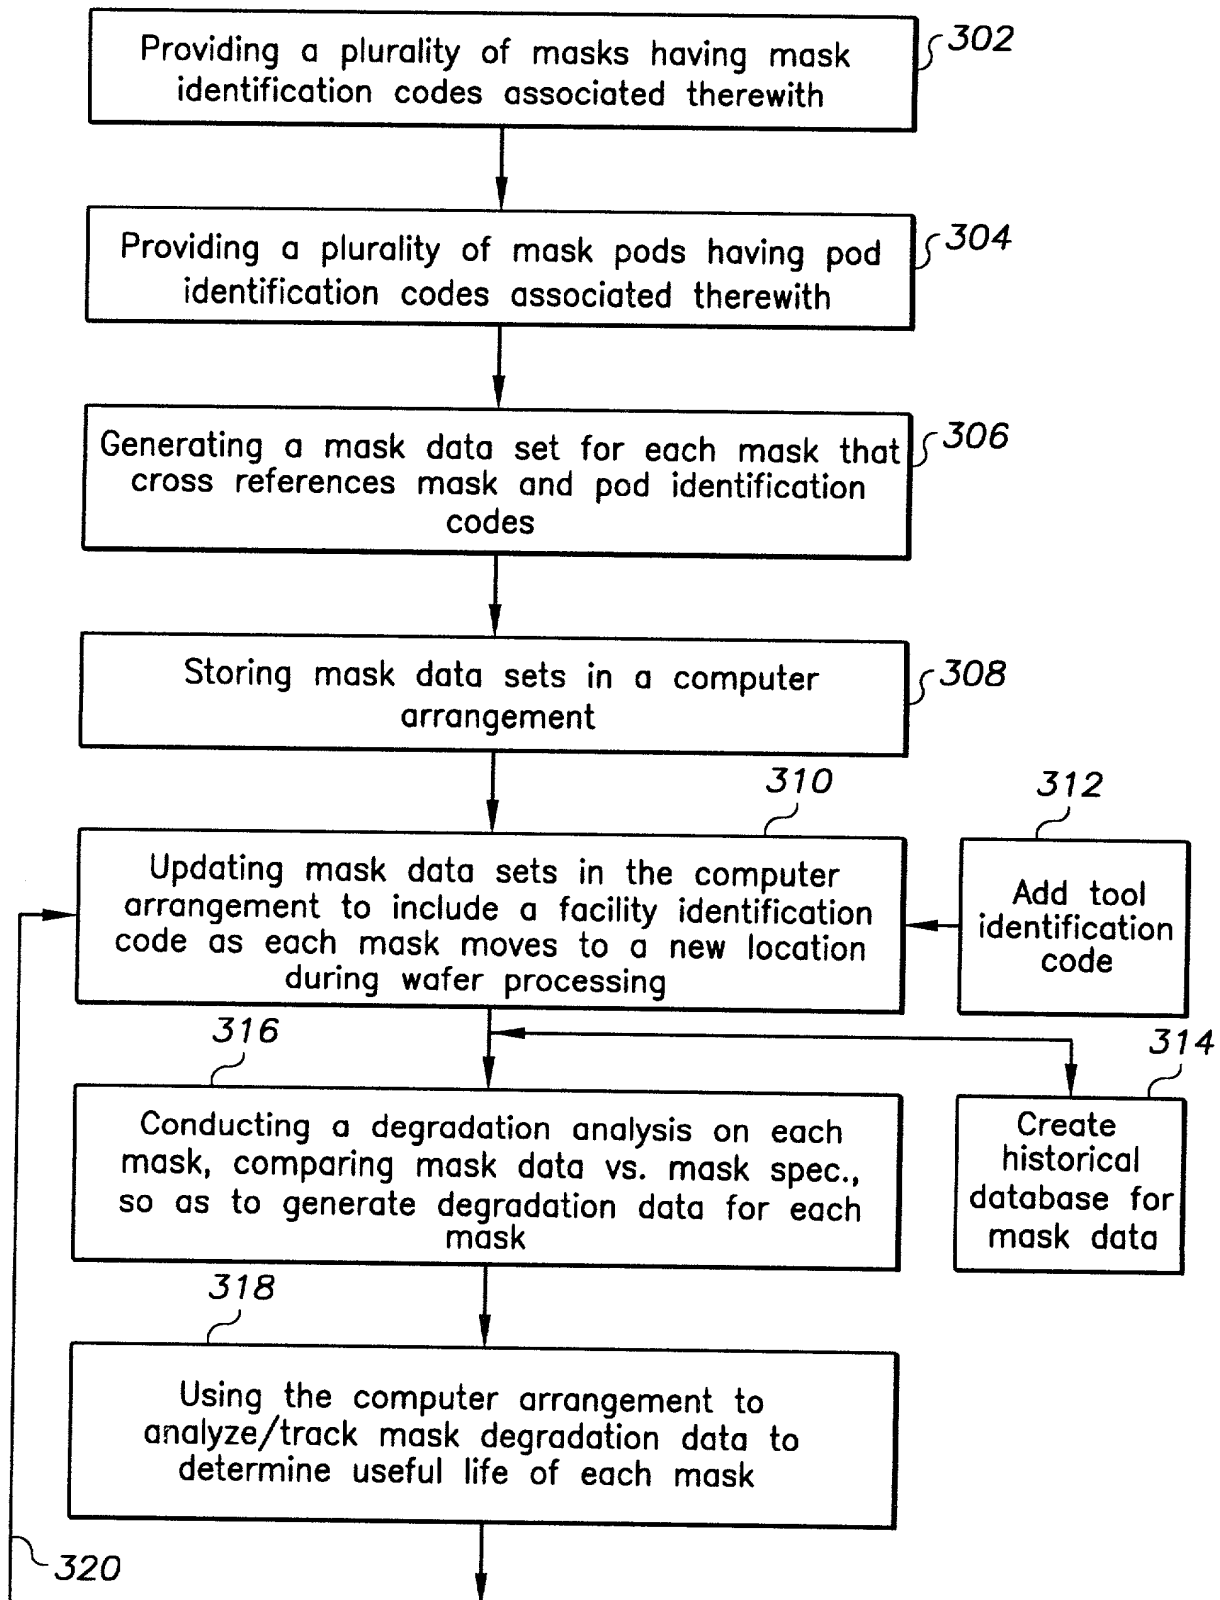 Providing a plurality of masks having mask
identification codes associated therewith
302
Providing a plurality of mask pods having pod
identification codes associated therewith
304
Generating a mask data set for each mask that
cross references mask and pod identification
codes
306
Storing mask data sets in a computer
arrangement
308
310
Updating mask data sets in the computer
arrangement to include a facility identification
code as each mask moves to a new location
during wafer processing
312
Add tool
identification
code
316
Conducting a degradation analysis on each
mask, comparing mask data vs. mask spec.,
so as to generate degradation data for each
mask
314
Create
historical
database for
mask data
318
Using the computer arrangement to
analyze/track mask degradation data to
determine useful life of each mask
320